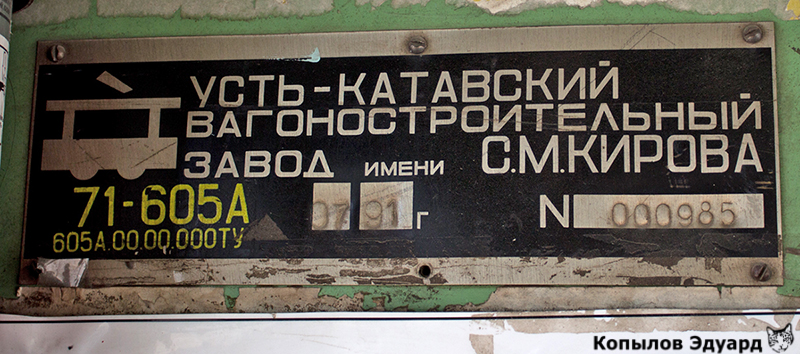 УСТЬ-КАТАВСКИЙ
ВАГОНОСТРОИТЕЛЬНЫЙ
ЗАВОД ИМЕНИ С.М.КИРОВА
71-605А 07 91 г N 000985
605А.00.00.000ТУ
Копылов Эдуард